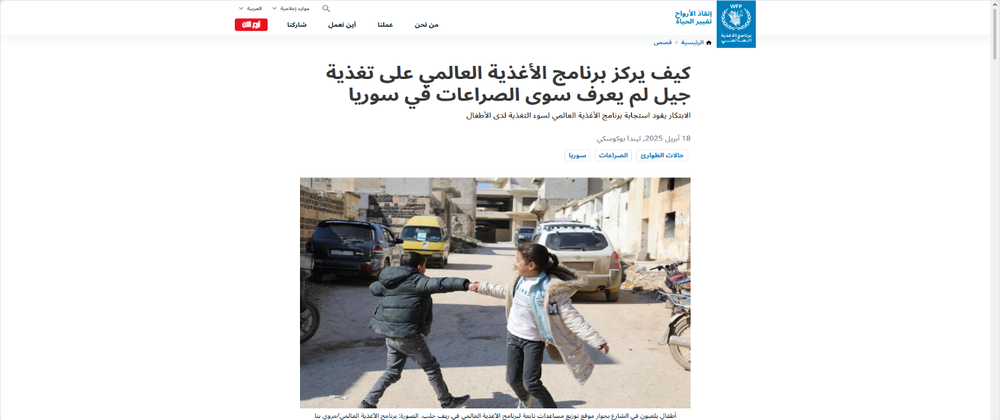 WFP
برنامج الأغذية
العالمي
إنقاذ الأرواح
تغيير الحياة
موارد إعلامية
العربية
من نحن
عملنا
أين نعمل
شاركنا
تبرع الآن
الرئيسية
قصص
كيف يركز برنامج الأغذية العالمي على تغذية
جيل لم يعرف سوى الصراعات في سوريا
الابتكار يقود استجابة برنامج الأغذية العالمي لسوء التغذية لدى الأطفال
18 أبريل 2025, ليندا بوكوسكي
حالات الطوارئ
الصراعات
سوريا
أطفال يلعبون في الشارع بجوار موقع توزيع مساعدات تابعة لبرنامج الأغذية العالمي في ريف حلب. الصورة: برنامج الأغذية العالمي/مروى بنا